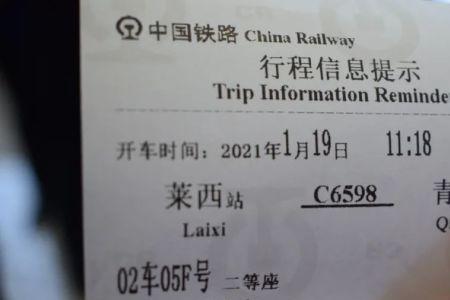 中国铁路 China Railway
行程信息提示
Trip Information Reminde
开车时间：2021年1月19日 11:18
莱西站 C6598 青
Laixi Q
02车05F号 二等座